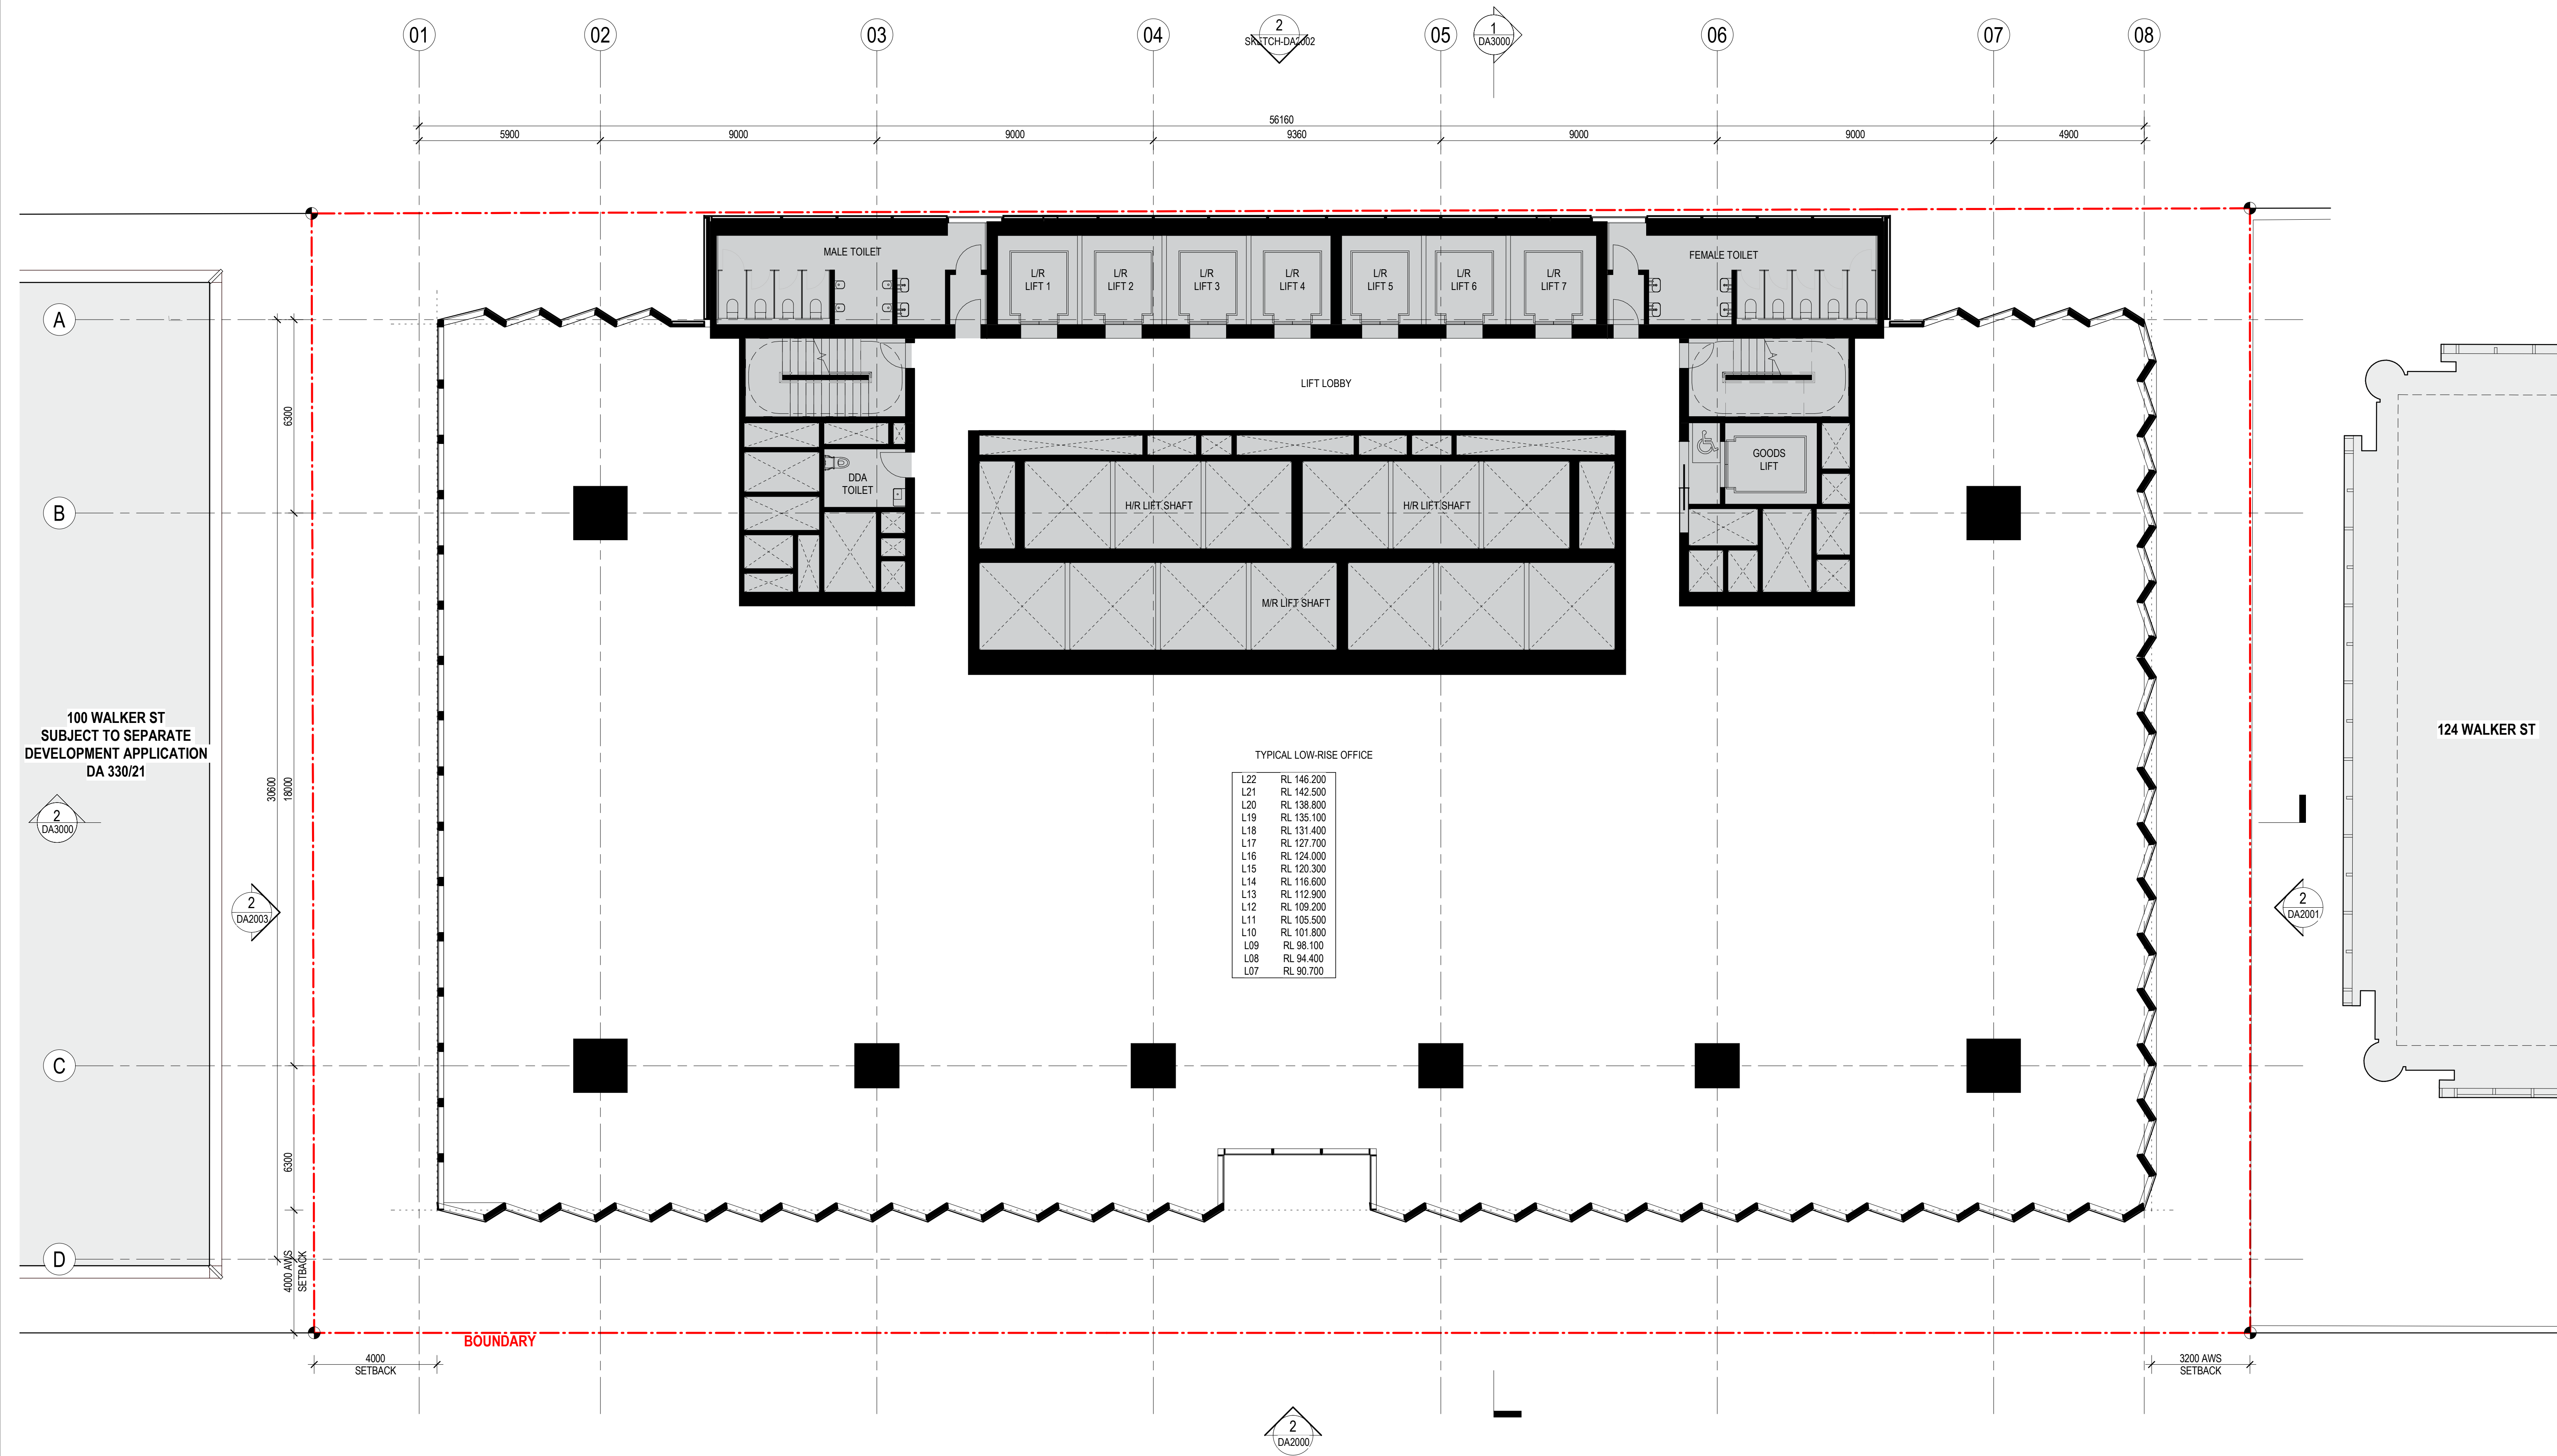 01
02
03
04
05
06
07
08
2
SKETCH-DA2002
1
DA3000
56160
5900
9000
9000
9360
9000
9000
4900
MALE TOILET
L/R
LIFT 1
L/R
LIFT 2
L/R
LIFT 3
L/R
LIFT 4
L/R
LIFT 5
L/R
LIFT 6
L/R
LIFT 7
FEMALE TOILET
A
LIFT LOBBY
6300
GOODS
LIFT
DDA
TOILET
B
H/R LIFT SHAFT
H/R LIFT SHAFT
M/R LIFT SHAFT
100 WALKER ST
SUBJECT TO SEPARATE
DEVELOPMENT APPLICATION
DA 330/21
124 WALKER ST
TYPICAL LOW-RISE OFFICE
L22 RL 146.200
L21 RL 142.500
L20 RL 138.800
L19 RL 135.100
L18 RL 131.400
L17 RL 127.700
L16 RL 124.000
L15 RL 120.300
L14 RL 116.600
L13 RL 112.900
L12 RL 109.200
L11 RL 105.500
L10 RL 101.800
L09 RL 98.100
L08 RL 94.400
L07 RL 90.700
30600
18000
2
DA3000
2
DA2003
2
DA2001
C
6300
D
4000 AWS
SETBACK
BOUNDARY
4000
SETBACK
3200 AWS
SETBACK
2
DA2000